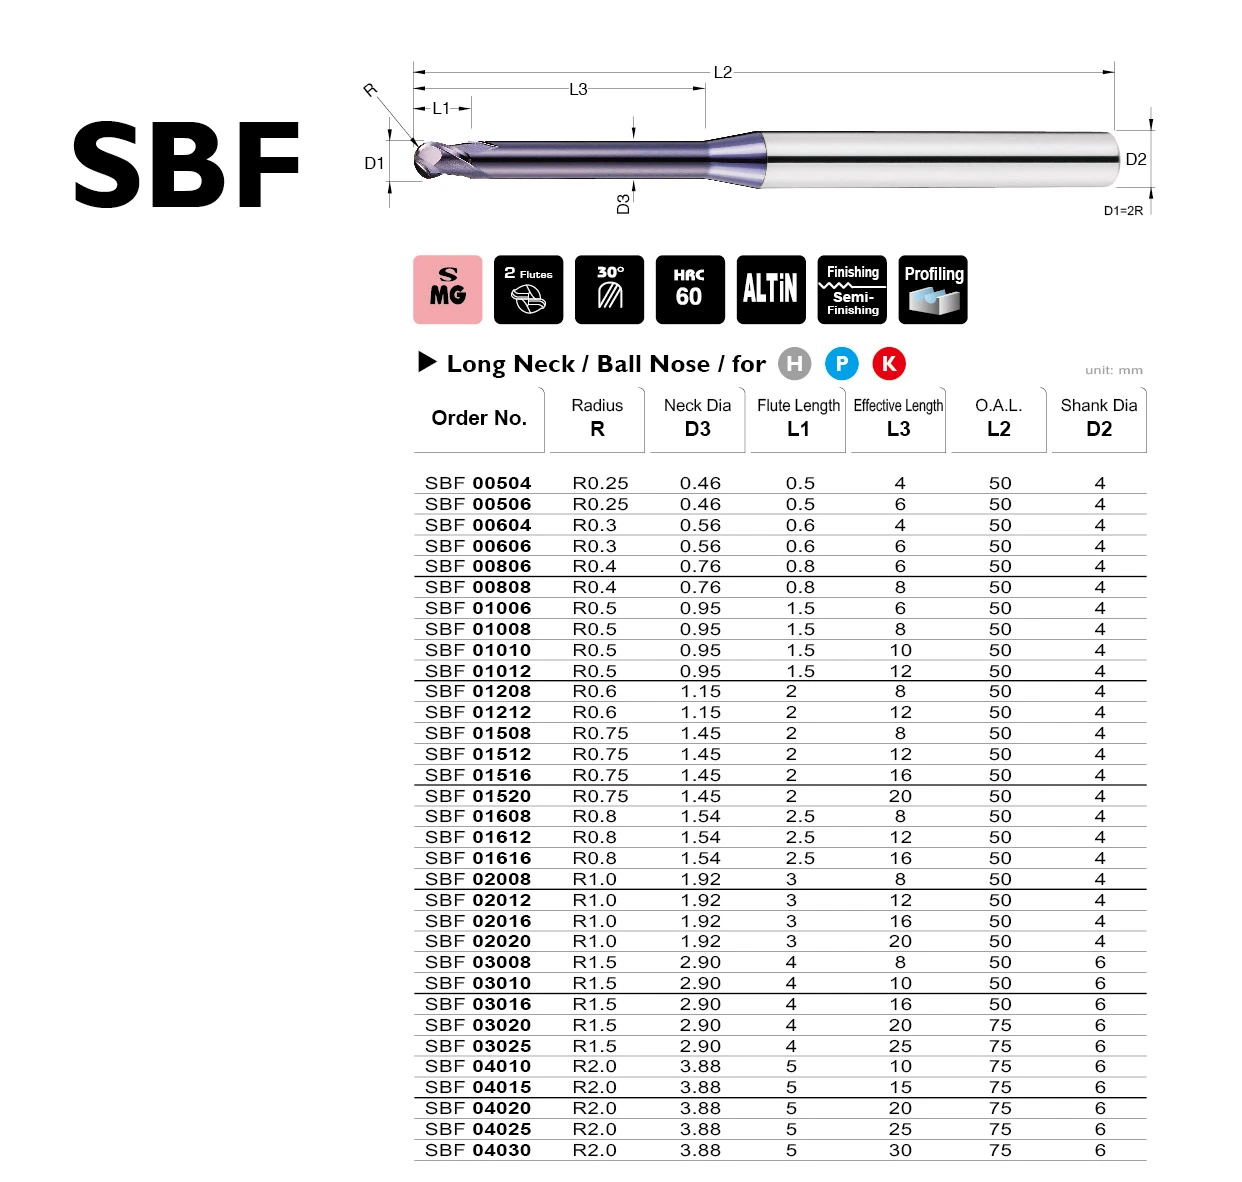 SBF
L2
L3
L1
R
D1
D2
D3
D1=2R
S
MG
2 Flutes
30°
HRC
60
ALTiN
Finishing
Semi-
Finishing
Profiling
Long Neck / Ball Nose / for H P K
unit: mm
Order No. Radius R Neck Dia D3 Flute Length L1 Effective Length L3 O.A.L. L2 Shank Dia D2
SBF 00504 R0.25 0.46 0.5 4 50 4
SBF 00506 R0.25 0.46 0.5 6 50 4
SBF 00604 R0.3 0.56 0.6 4 50 4
SBF 00606 R0.3 0.56 0.6 6 50 4
SBF 00806 R0.4 0.76 0.8 6 50 4
SBF 00808 R0.4 0.76 0.8 8 50 4
SBF 01006 R0.5 0.95 1.5 6 50 4
SBF 01008 R0.5 0.95 1.5 8 50 4
SBF 01010 R0.5 0.95 1.5 10 50 4
SBF 01012 R0.5 0.95 1.5 12 50 4
SBF 01208 R0.6 1.15 2 8 50 4
SBF 01212 R0.6 1.15 2 12 50 4
SBF 01508 R0.75 1.45 2 8 50 4
SBF 01512 R0.75 1.45 2 12 50 4
SBF 01516 R0.75 1.45 2 16 50 4
SBF 01520 R0.75 1.45 2 20 50 4
SBF 01608 R0.8 1.54 2.5 8 50 4
SBF 01612 R0.8 1.54 2.5 12 50 4
SBF 01616 R0.8 1.54 2.5 16 50 4
SBF 02008 R1.0 1.92 3 8 50 4
SBF 02012 R1.0 1.92 3 12 50 4
SBF 02016 R1.0 1.92 3 16 50 4
SBF 02020 R1.0 1.92 3 20 50 4
SBF 03008 R1.5 2.90 4 8 50 6
SBF 03010 R1.5 2.90 4 10 50 6
SBF 03016 R1.5 2.90 4 16 50 6
SBF 03020 R1.5 2.90 4 20 75 6
SBF 03025 R1.5 2.90 4 25 75 6
SBF 04010 R2.0 3.88 5 10 75 6
SBF 04015 R2.0 3.88 5 15 75 6
SBF 04020 R2.0 3.88 5 20 75 6
SBF 04025 R2.0 3.88 5 25 75 6
SBF 04030 R2.0 3.88 5 30 75 6